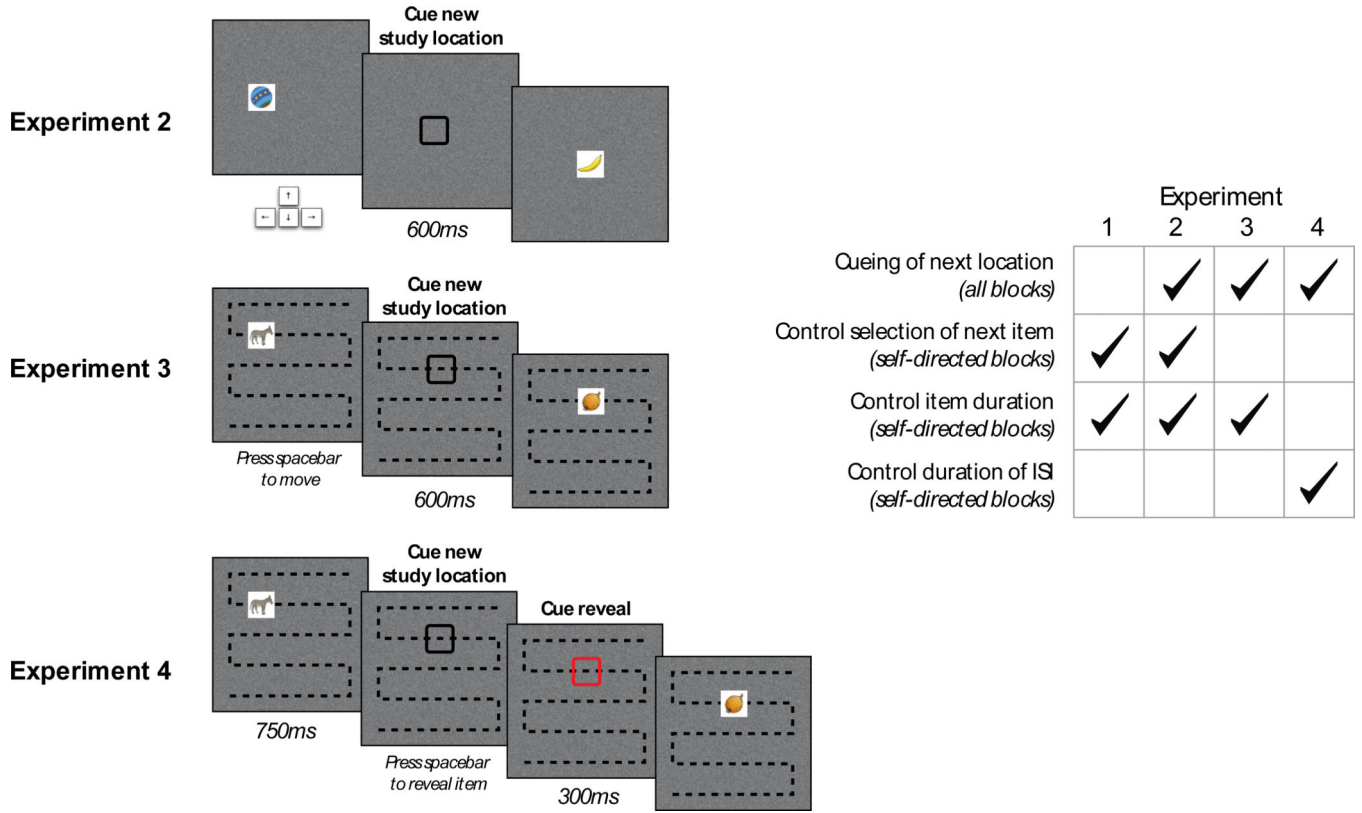 Experiment 2
Cue new
study location
↑
← ↓ →
600ms
Experiment 3
Cue new
study location
Press spacebar
to move
600ms
Experiment 4
Cue new
study location
Cue reveal
750ms
Press spacebar
to reveal item
300ms
Experiment
1 2 3 4
Cueing of next location
(all blocks)
Control selection of next item
(self-directed blocks)
Control item duration
(self-directed blocks)
Control duration of ISI
(self-directed blocks)